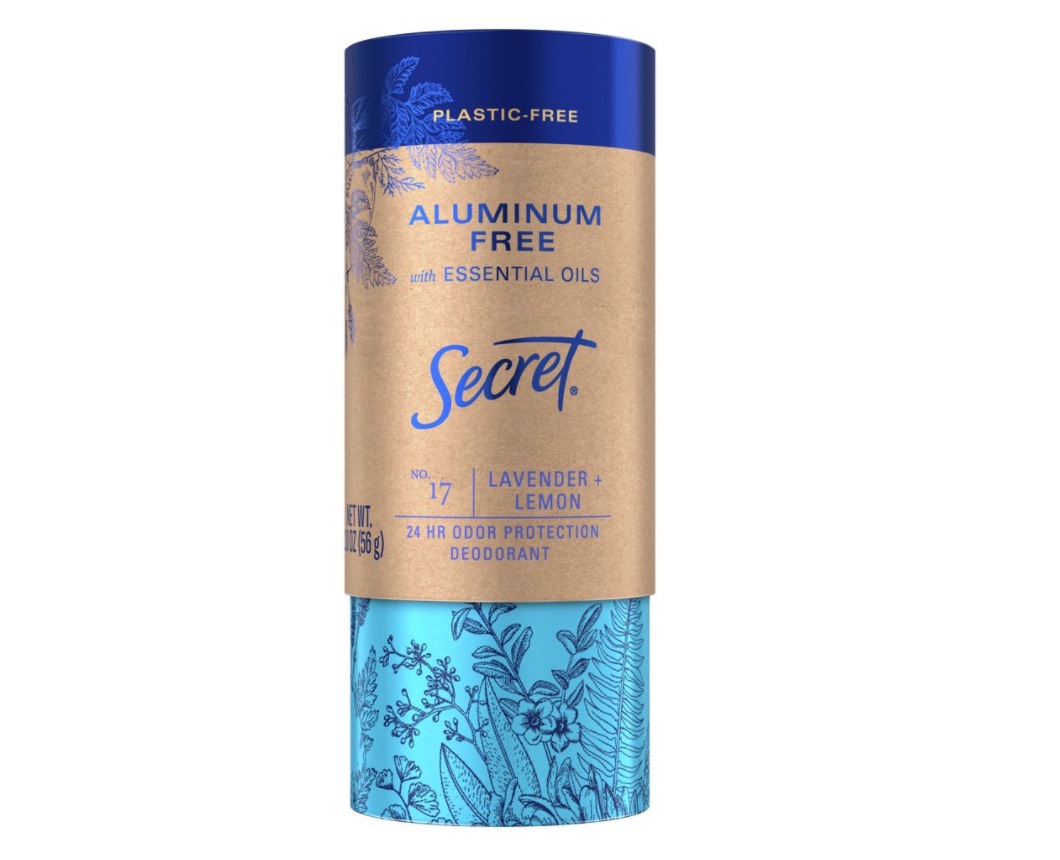 PLASTIC-FREE
ALUMINUM
FREE
with ESSENTIAL OILS
Secret®
NO. 17
LAVENDER +
LEMON
24 HR ODOR PROTECTION
DEODORANT
NET WT.
OZ (56 g)